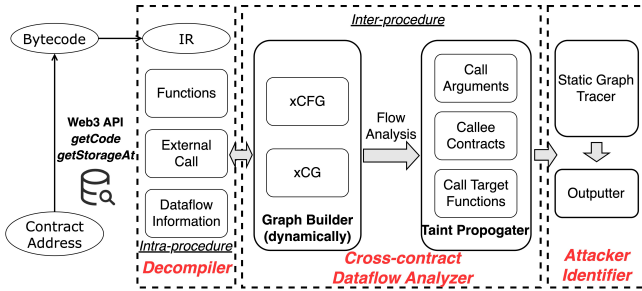 Bytecode
IR
Web3 API
getCode
getStorageAt
Contract
Address
Functions
External
Call
Dataflow
Information
Intra-procedure
Decompiler
Inter-procedure
xCFG
xCG
Graph Builder
(dynamically)
Flow
Analysis
Call
Arguments
Callee
Contracts
Call Target
Functions
Taint Propogater
Cross-contract
Dataflow Analyzer
Static Graph
Tracer
Outputter
Attacker
Identifier